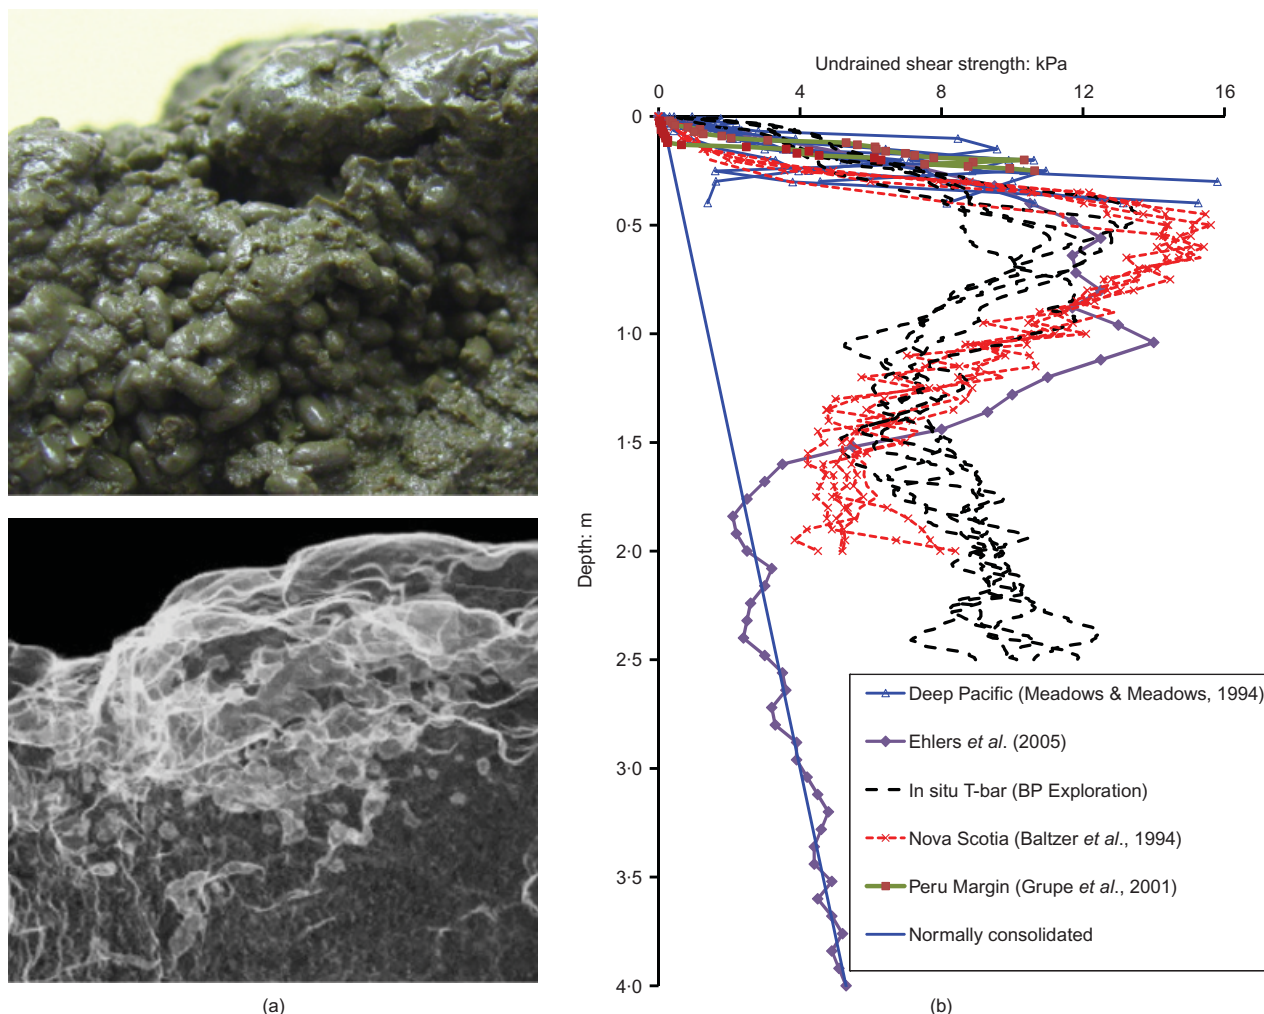 Undrained shear strength: kPa
0 4 8 12 16
0
0·5
1·0
1·5
2·0
2·5
3·0
3·5
4·0
Depth: m
Deep Pacific (Meadows & Meadows, 1994)
Ehlers et al. (2005)
In situ T-bar (BP Exploration)
Nova Scotia (Baltzer et al., 1994)
Peru Margin (Grupe et al., 2001)
Normally consolidated
(a)
(b)